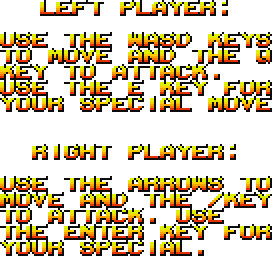 LEFT PLAYER:
USE THE WASD KEYS
TO MOVE AND THE Q
KEY TO ATTACK.
USE THE E KEY FOR
YOUR SPECIAL MOVE
RIGHT PLAYER:
USE THE ARROWS TO
MOVE AND THE /KEY
TO ATTACK. USE
THE ENTER KEY FOR
YOUR SPECIAL.